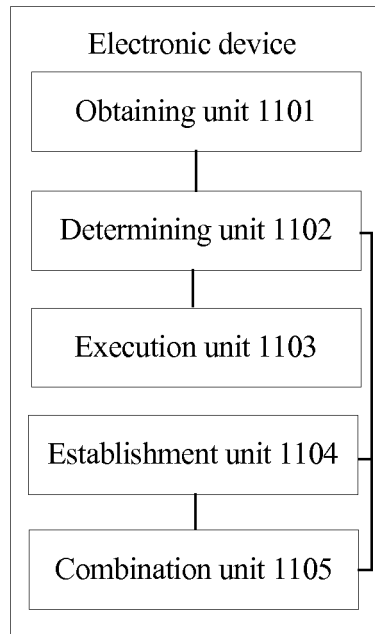 Electronic device
Obtaining unit 1101
Determining unit 1102
Execution unit 1103
Establishment unit 1104
Combination unit 1105